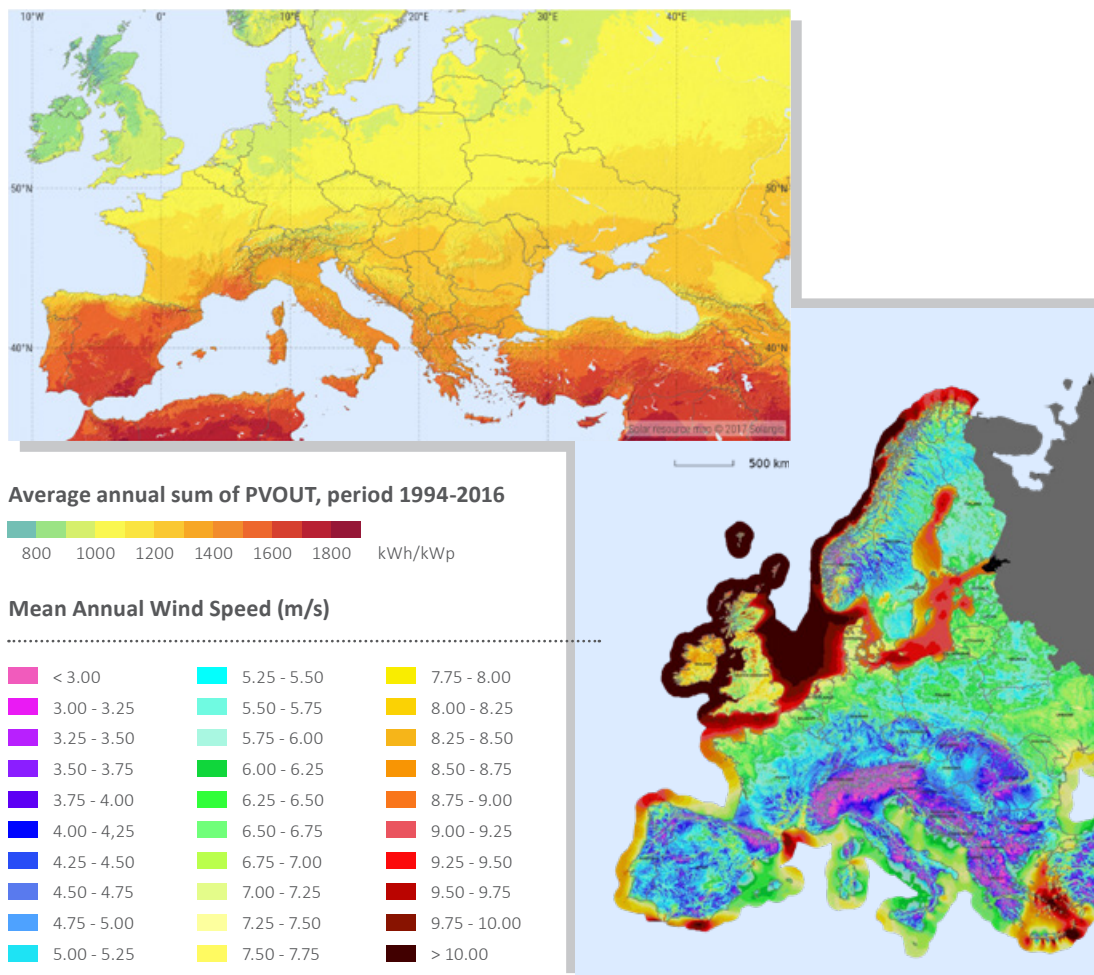 10°W 0° 10°E 20°E 30°E 40°E
50°N 50°N
40°N 40°N
Solar resource map © 2017 Solargis
500 km
Average annual sum of PVOUT, period 1994-2016
800 1000 1200 1400 1600 1800 kWh/kWp
Mean Annual Wind Speed (m/s)
< 3.00
3.00 - 3.25
3.25 - 3.50
3.50 - 3.75
3.75 - 4.00
4.00 - 4,25
4.25 - 4.50
4.50 - 4.75
4.75 - 5.00
5.00 - 5.25
5.25 - 5.50
5.50 - 5.75
5.75 - 6.00
6.00 - 6.25
6.25 - 6.50
6.50 - 6.75
6.75 - 7.00
7.00 - 7.25
7.25 - 7.50
7.50 - 7.75
7.75 - 8.00
8.00 - 8.25
8.25 - 8.50
8.50 - 8.75
8.75 - 9.00
9.00 - 9.25
9.25 - 9.50
9.50 - 9.75
9.75 - 10.00
> 10.00